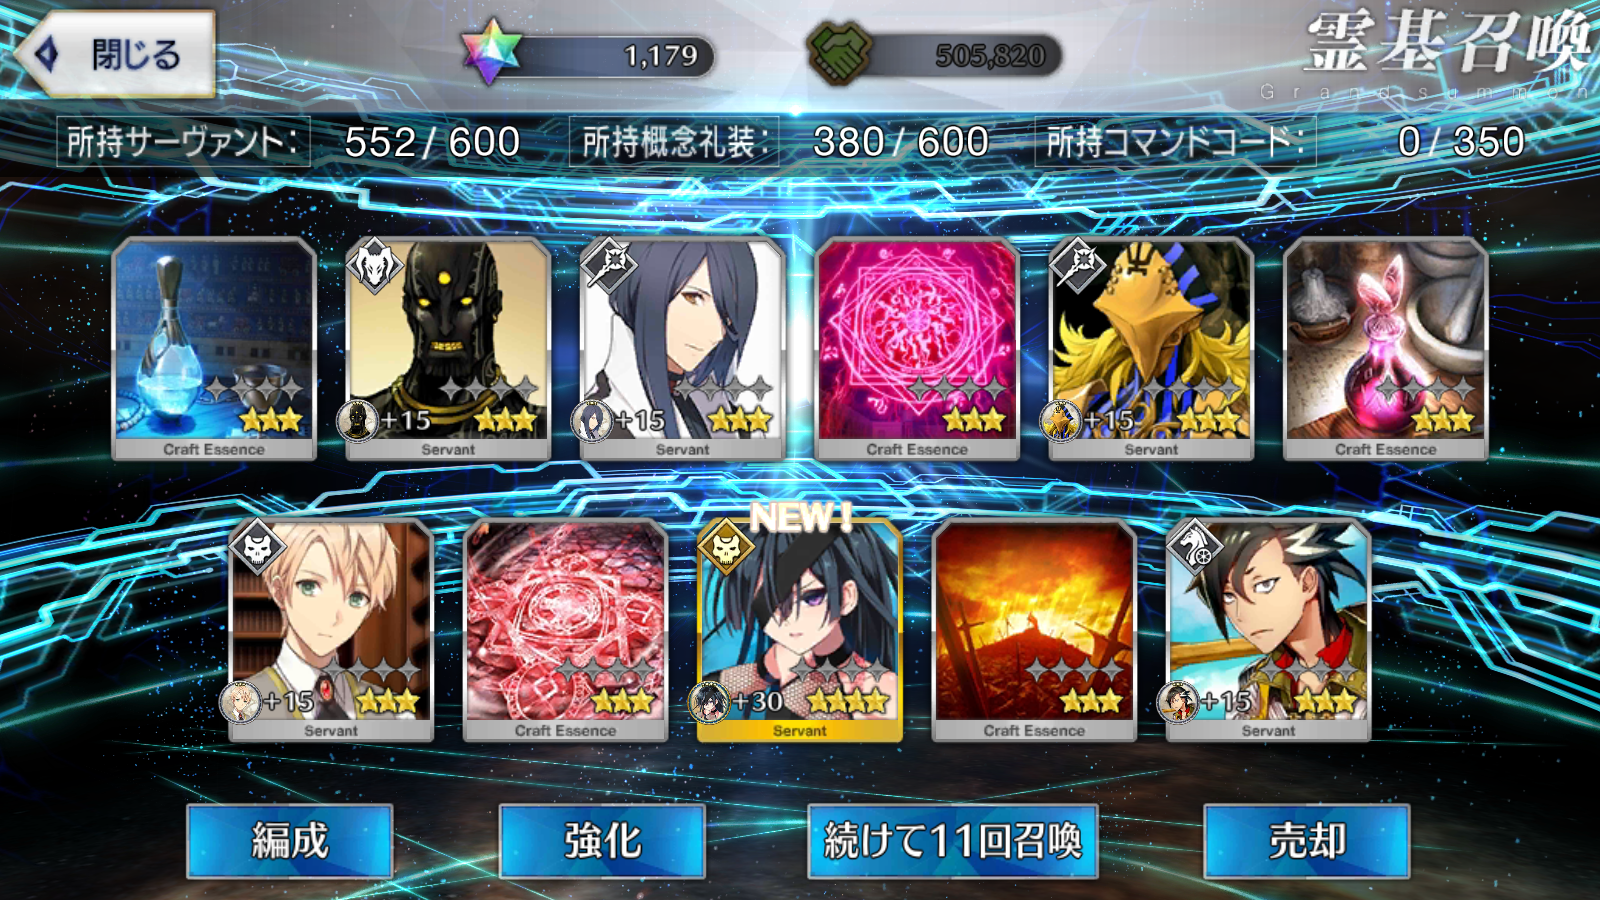 閉じる
1,179
505,820
霊基召喚
Grand summon
所持サーヴァント: 552 / 600
所持概念礼装: 380 / 600
所持コマンドコード: 0 / 350
Craft Essence
+15
Servant
+15
Servant
Craft Essence
+15
Servant
Craft Essence
+15
Servant
Craft Essence
NEW!
+30
Servant
Craft Essence
+15
Servant
編成
強化
続けて11回召喚
売却